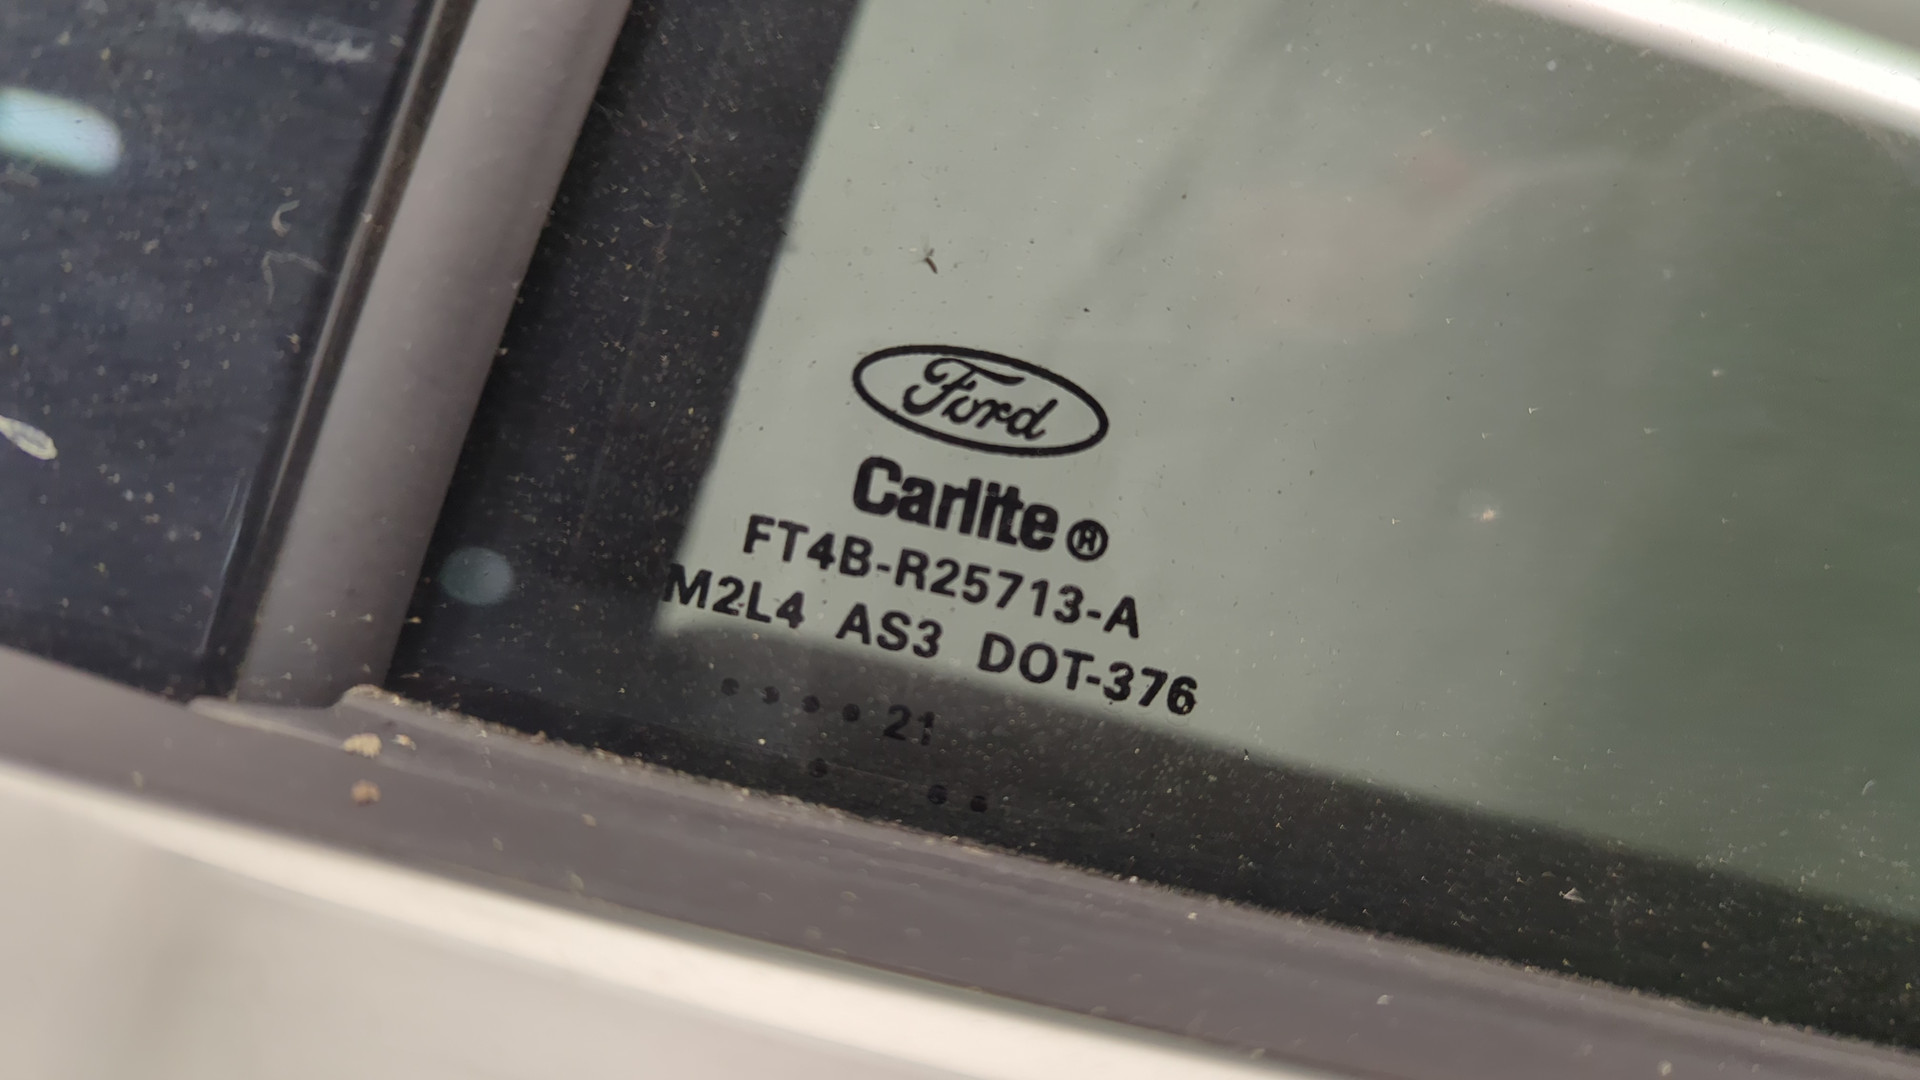 Ford
Carlite®
FT4B-R25713-A
M2L4 AS3 DOT-376
....21
. ..